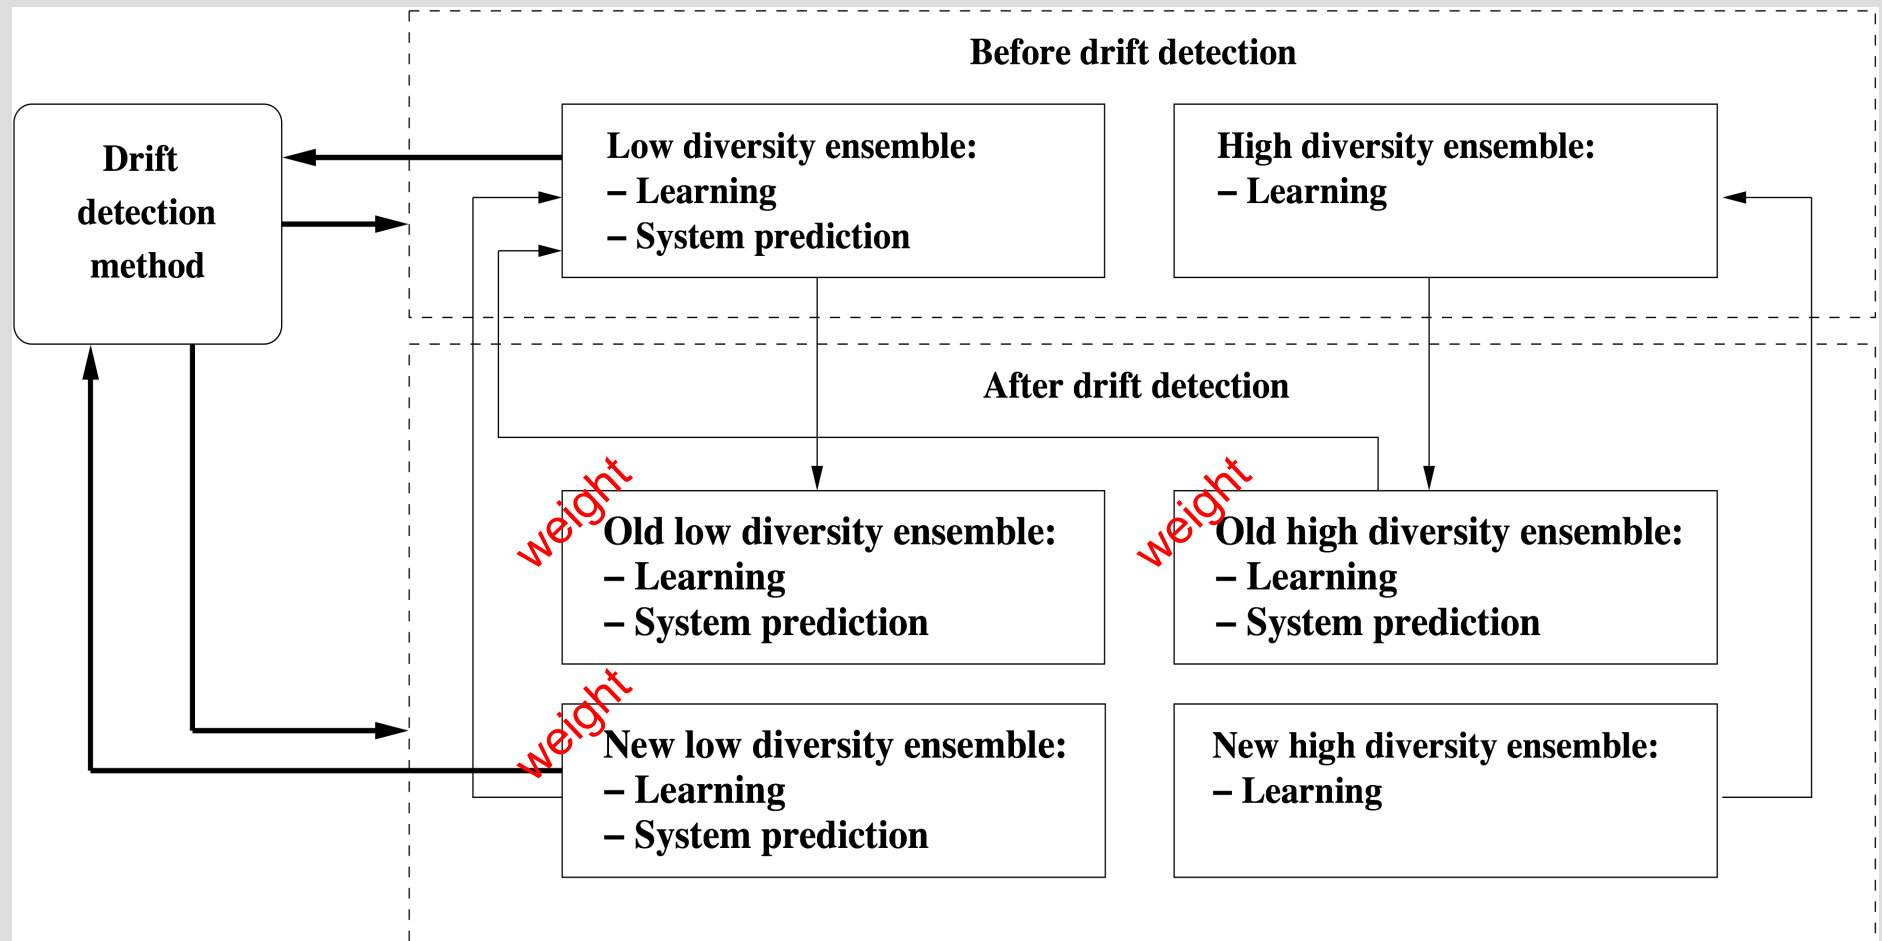 Before drift detection
Drift
detection
method
Low diversity ensemble:
– Learning
– System prediction
High diversity ensemble:
– Learning
After drift detection
weight
Old low diversity ensemble:
– Learning
– System prediction
weight
Old high diversity ensemble:
– Learning
– System prediction
weight
New low diversity ensemble:
– Learning
– System prediction
New high diversity ensemble:
– Learning